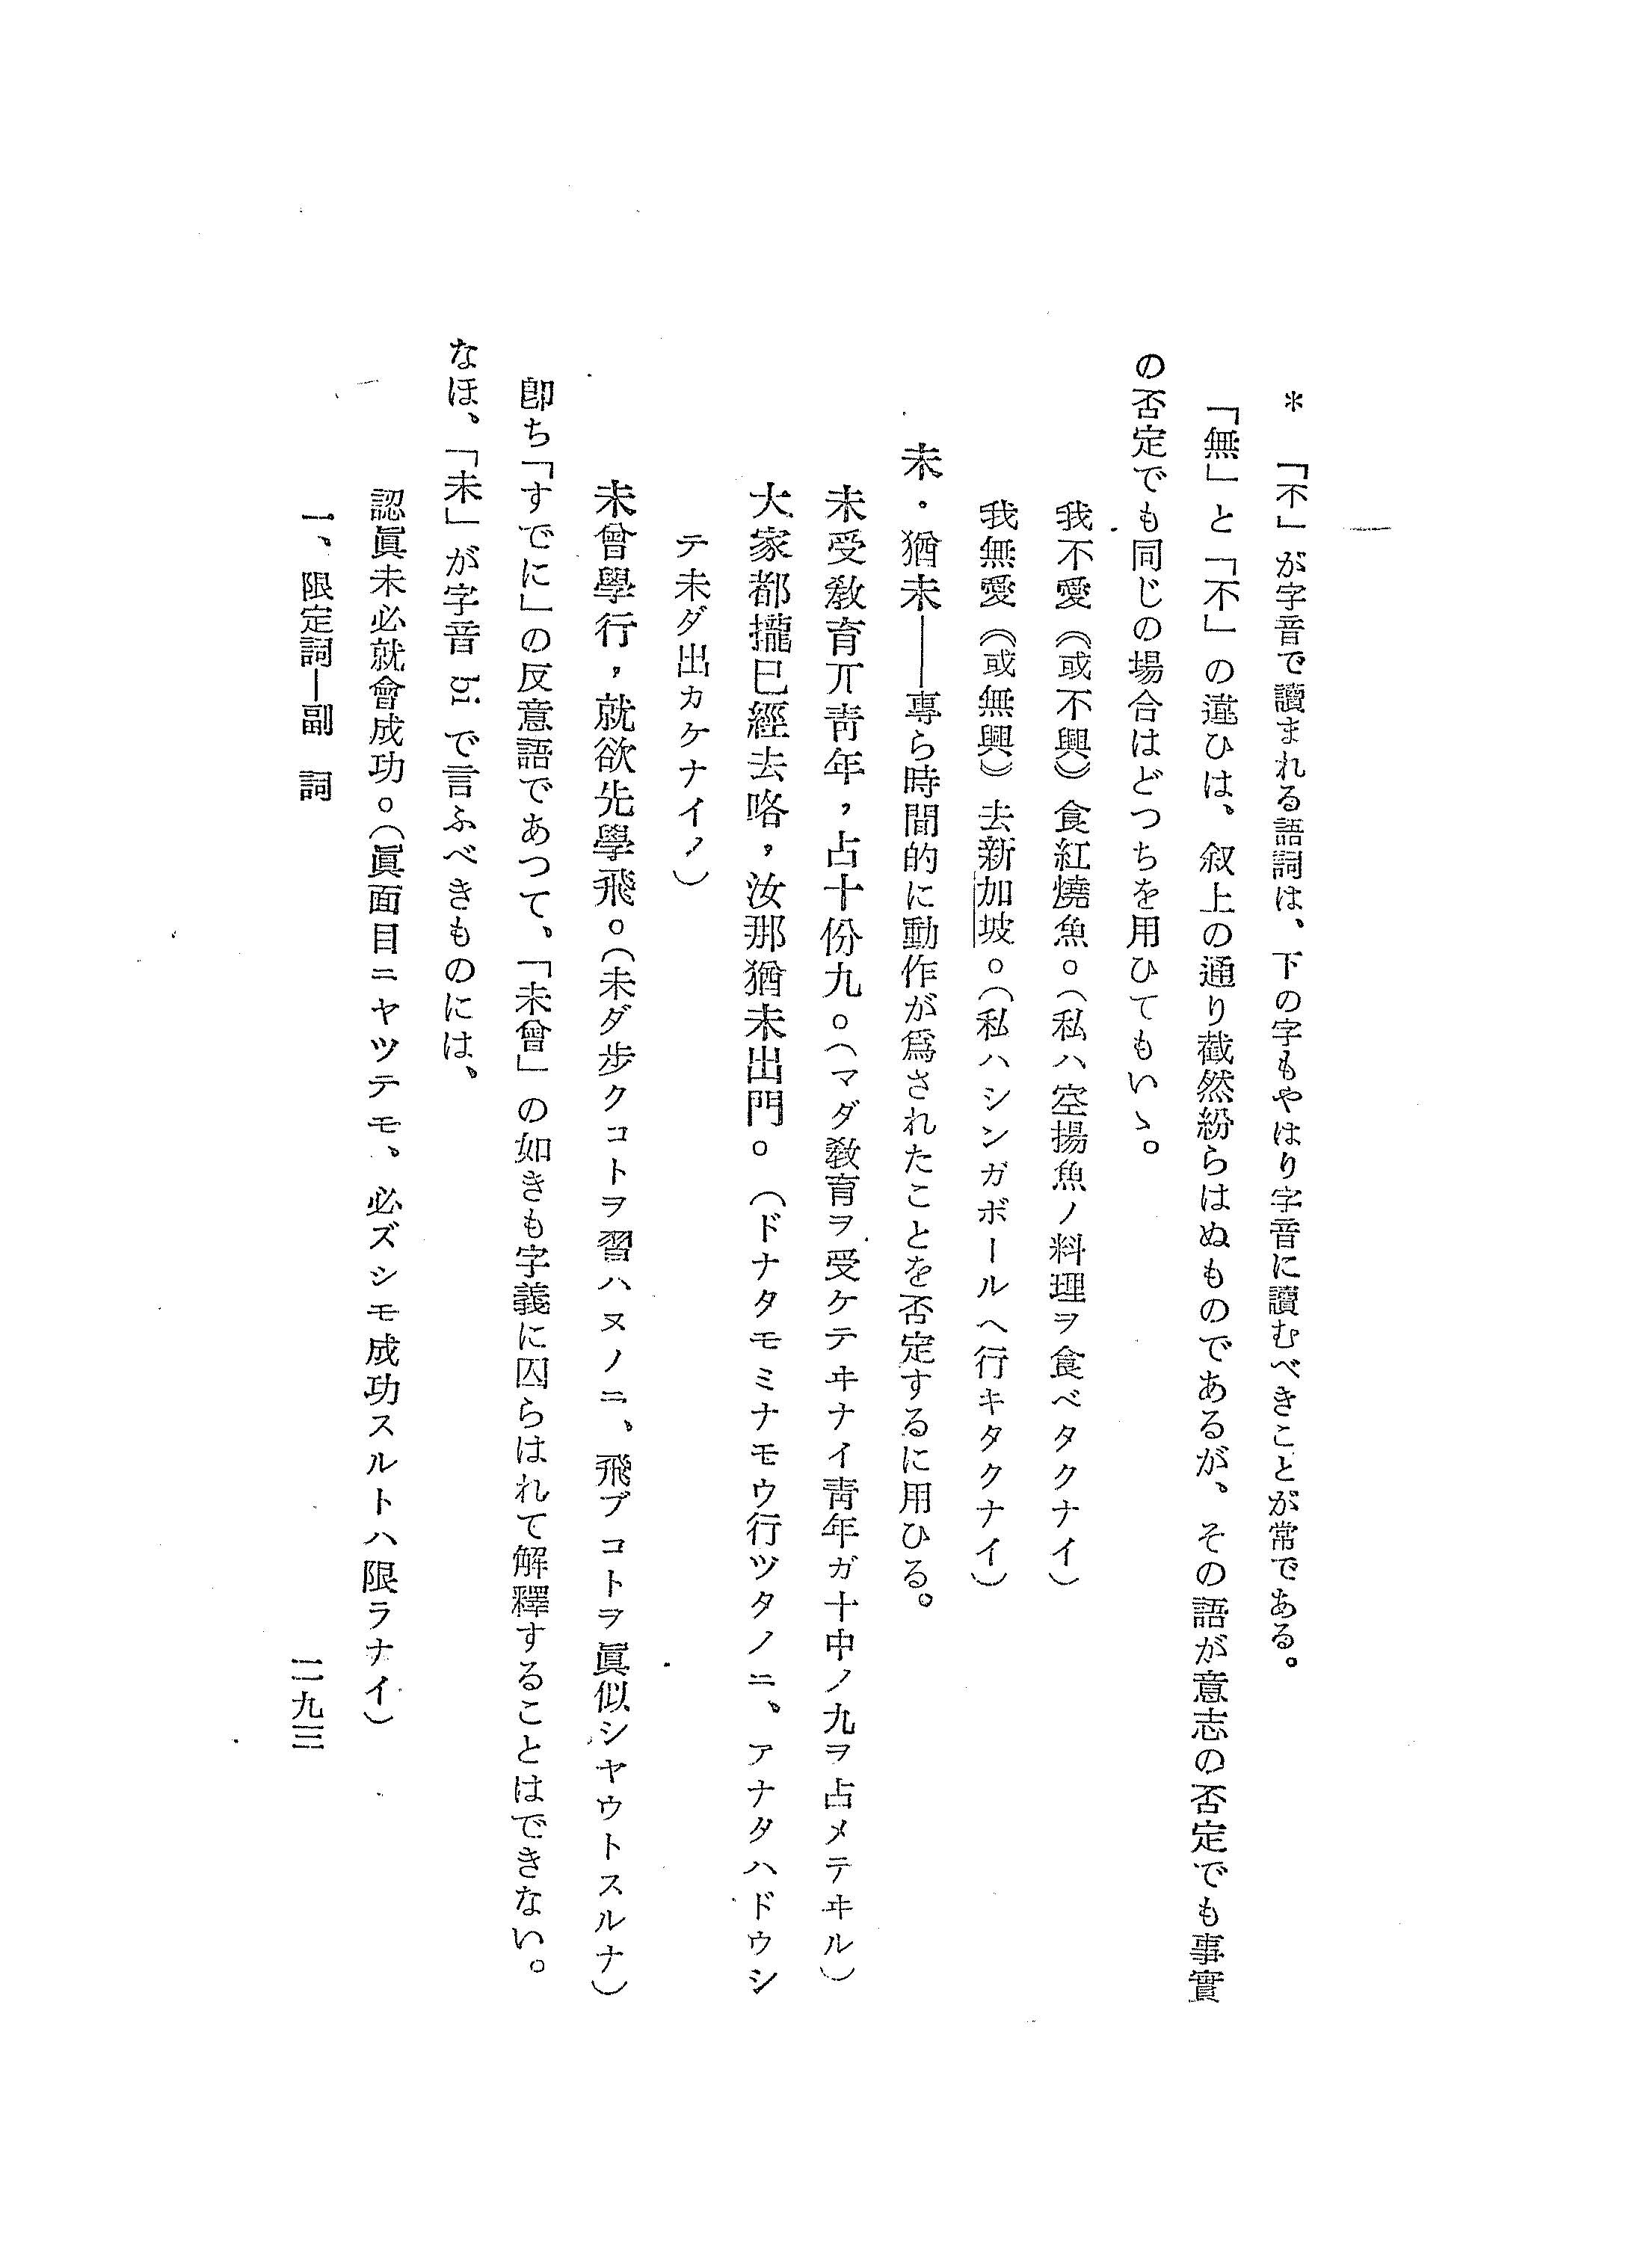 ＊「不」が字音で讀まれる語詞は、下の字もやはり字音に讀むべきことが常である。
「無」と「不」の違ひは、叙上の通り截然紛らはぬものであるが、その語が意志の否定でも事實
の否定でも同じの場合はどつちを用ひてもいゝ。
我不愛（或不興）食紅燒魚。（私ハ空揚魚ノ料理ヲ食ベタクナイ）
我無愛（或無興）去新加坡。（私ハシンガポールヘ行キタクナイ）
未・猶未――專ら時間的に動作が爲されたことを否定するに用ひる。
未受敎育丌靑年，占十份九。（マダ敎育ヲ受ケテヰナイ靑年ガ十中ノ九ヲ占メテヰル）
大家都攏已經去咯，汝那猶未出門。（ドナタモミナモウ行ツタノニ、アナタハドウシ
テ未ダ出カケナイノ）
未曾學行，就欲先學飛。（未ダ步クコトヲ習ハヌノニ、飛ブコトヲ眞似シヤウトスルナ）
卽ち「すでに」の反意語であつて、「未曾」の如きも字義に囚らはれて解釋することはできない。
なほ、「未」が字音 bī で言ふべきものには、
認眞未必就會成功。（眞面目ニヤツテモ、必ズシモ成功スルトハ限ラナイ）
一、限定詞―副　詞
二九三